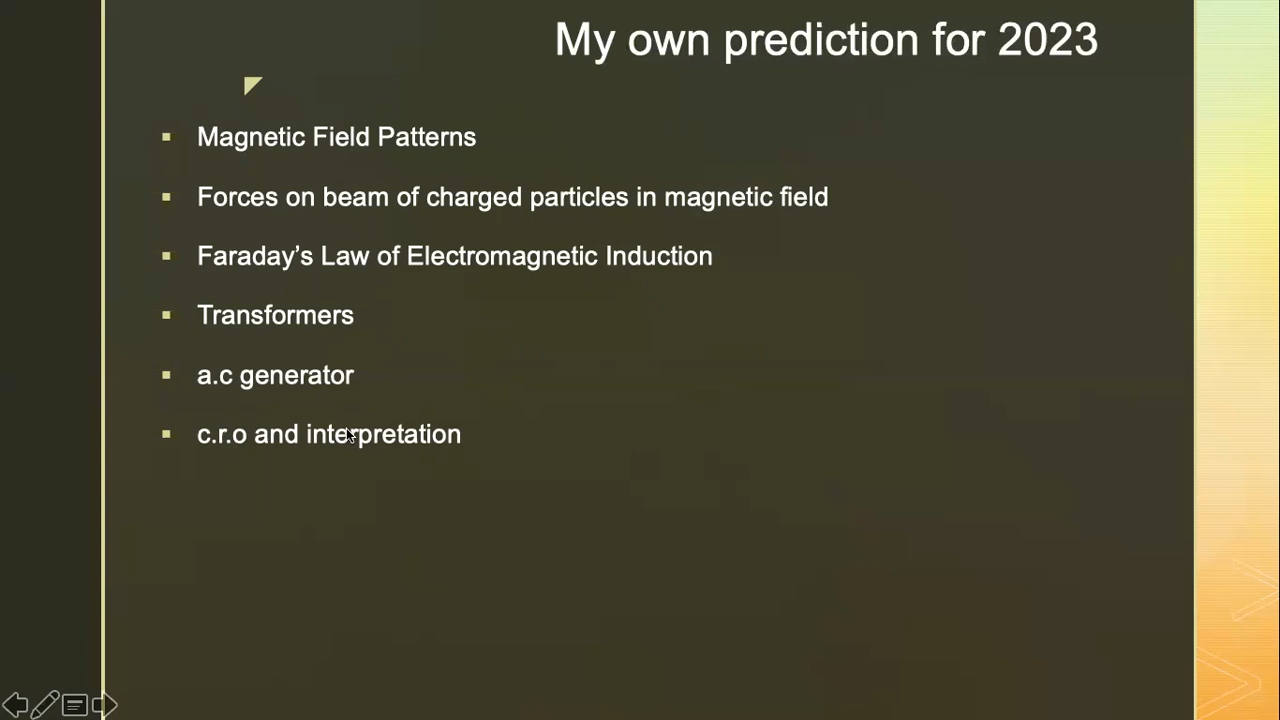 My own prediction for 2023
Magnetic Field Patterns
Forces on beam of charged particles in magnetic field
Faraday’s Law of Electromagnetic Induction
Transformers
a.c generator
c.r.o and interpretation